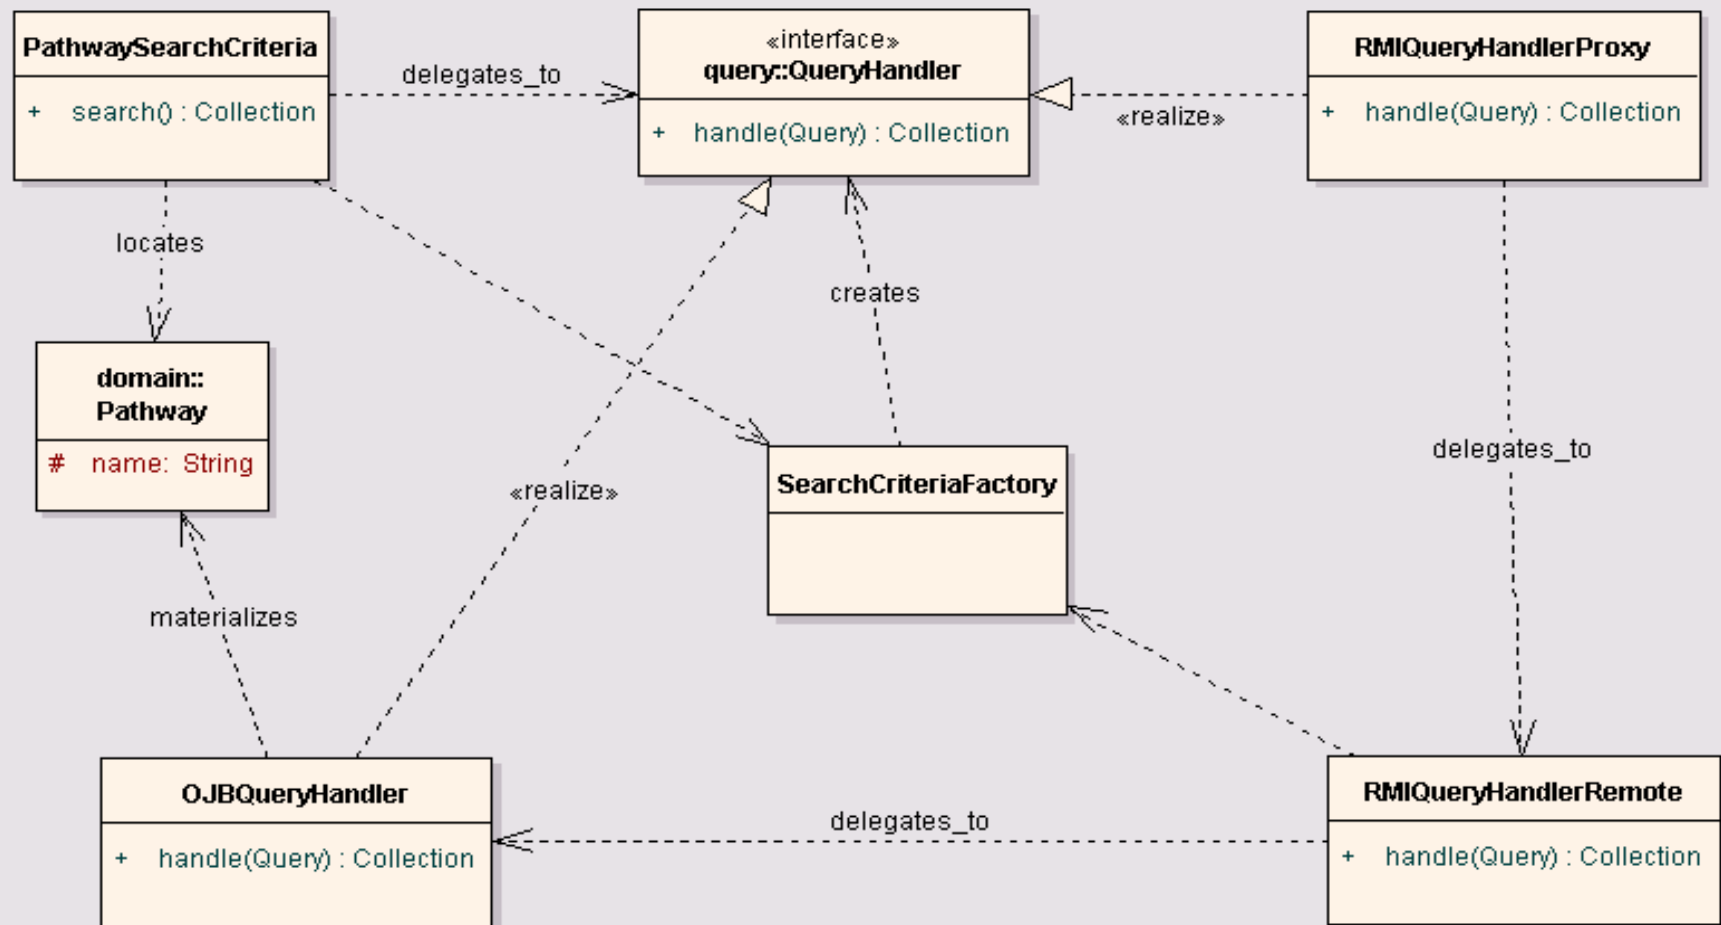 PathwaySearchCriteria
+ search() : Collection
delegates_to
«interface»
query::QueryHandler
+ handle(Query) : Collection
«realize»
RMIQueryHandlerProxy
+ handle(Query) : Collection
locates
creates
domain::
Pathway
# name: String
«realize»
SearchCriteriaFactory
delegates_to
materializes
OJBQueryHandler
+ handle(Query) : Collection
delegates_to
RMIQueryHandlerRemote
+ handle(Query) : Collection